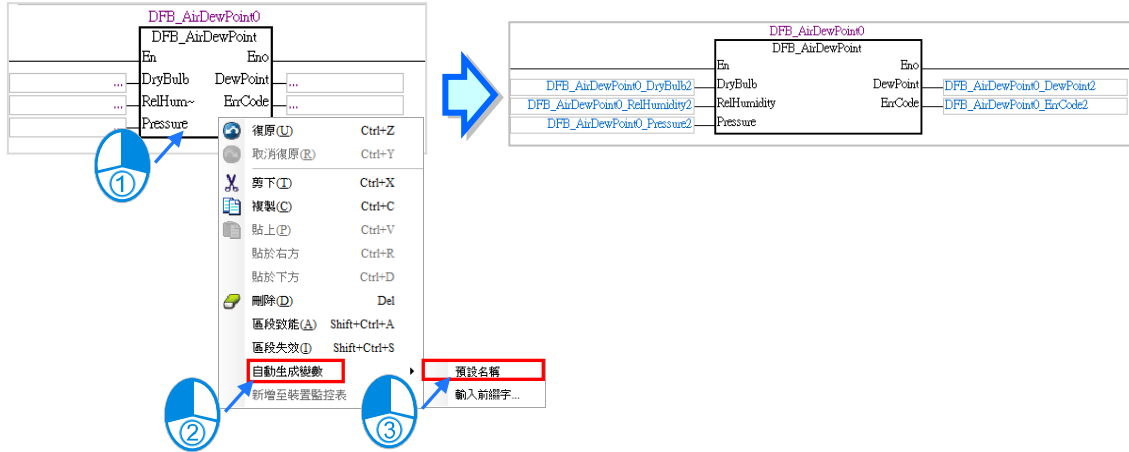 DFB_AirDewPoint0
DFB_AirDewPoint
En Eno
... DryBulb DewPoint ...
... RelHum~ ErrCode ...
Pressure
①
復原(U) Ctrl+Z
取消復原(R) Ctrl+Y
剪下(T) Ctrl+X
複製(C) Ctrl+C
貼上(P) Ctrl+V
貼於右方 Ctrl+R
貼於下方 Ctrl+D
刪除(D) Del
區段致能(A) Shift+Ctrl+A
區段失效(I) Shift+Ctrl+S
自動生成變數
新增至裝置監控表
②
預設名稱
輸入前綴字...
③
DFB_AirDewPoint0
DFB_AirDewPoint
En Eno
DFB_AirDewPoint0_DryBulb2 DryBulb DewPoint DFB_AirDewPoint0_DewPoint2
DFB_AirDewPoint0_RelHumidity2 RelHumidity ErrCode DFB_AirDewPoint0_ErrCode2
DFB_AirDewPoint0_Pressure2 Pressure